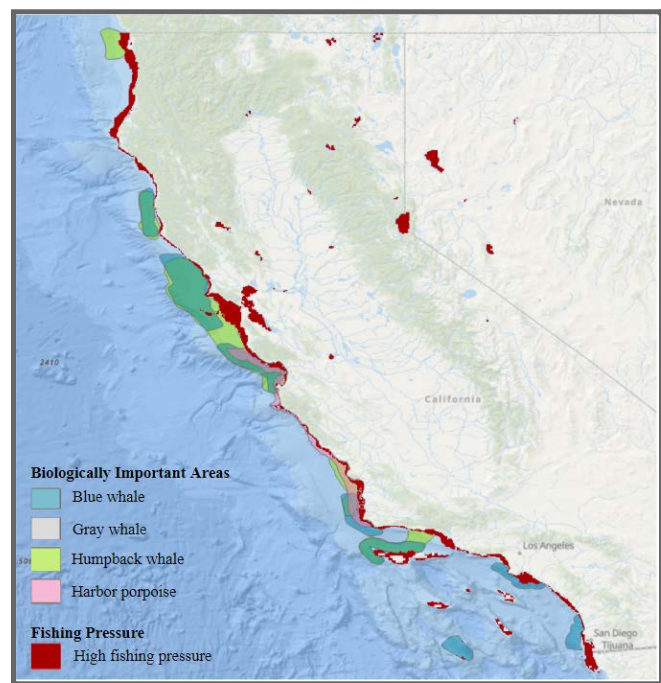 Nevada
2410
California
Biologically Important Areas
Blue whale
Gray whale
Humpback whale
Harbor porpoise
Los Angeles
Fishing Pressure
High fishing pressure
San Diego
Tijuana